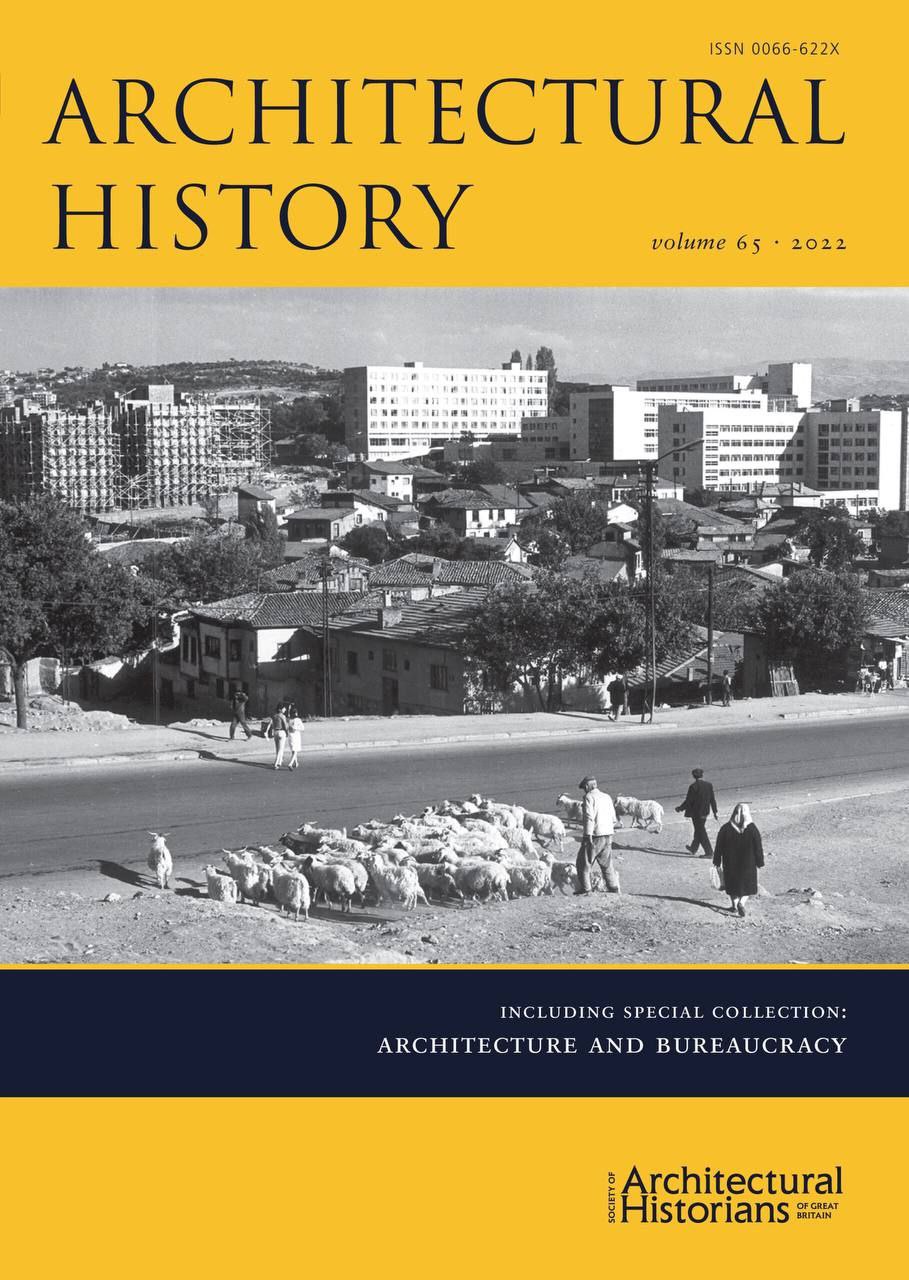 ISSN 0066-622X
ARCHITECTURAL
HISTORY
volume 65 · 2022
INCLUDING SPECIAL COLLECTION:
ARCHITECTURE AND BUREAUCRACY
SOCIETY OF
Architectural
Historians
OF GREAT
BRITAIN